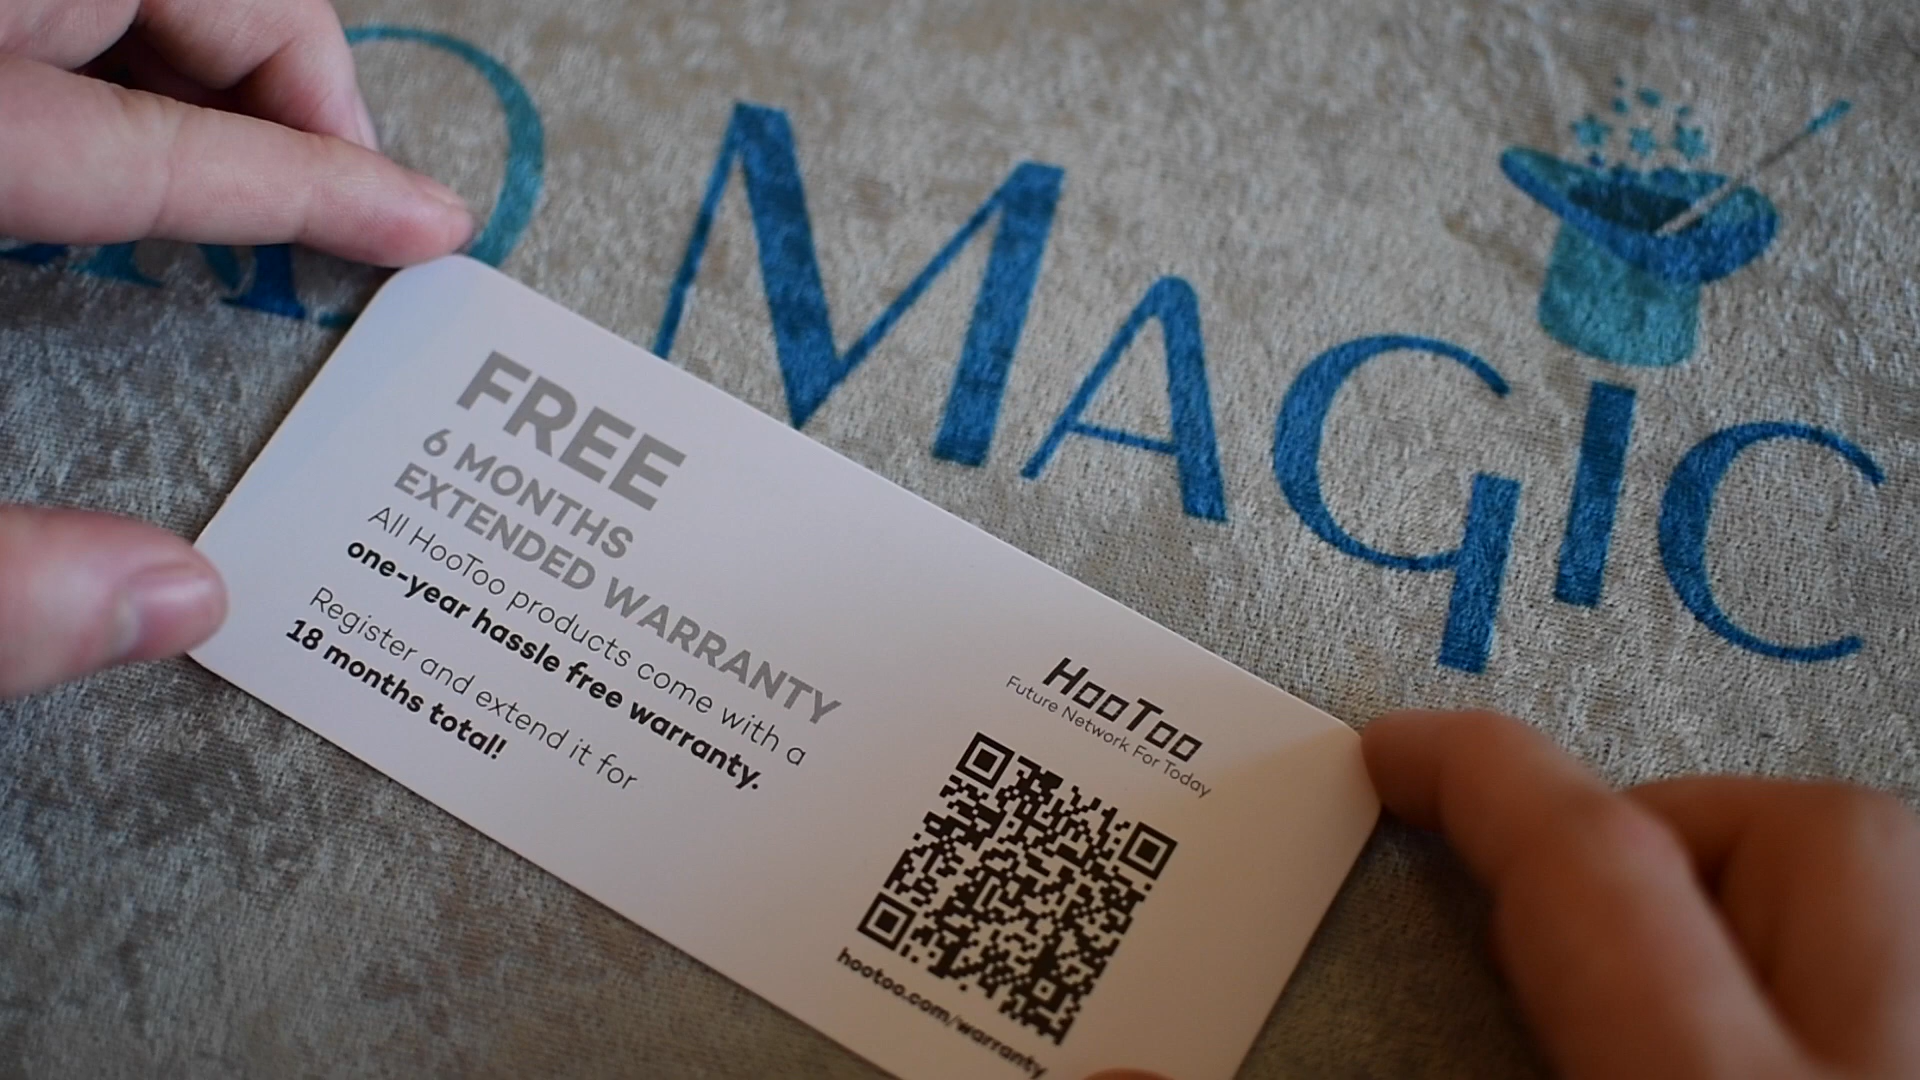 MAGIC
FREE
6 MONTHS
EXTENDED WARRANTY
All HooToo products come with a
one-year hassle free warranty.
Register and extend it for
18 months total!
HooToo
Future Network For Today
hootoo.com/warranty